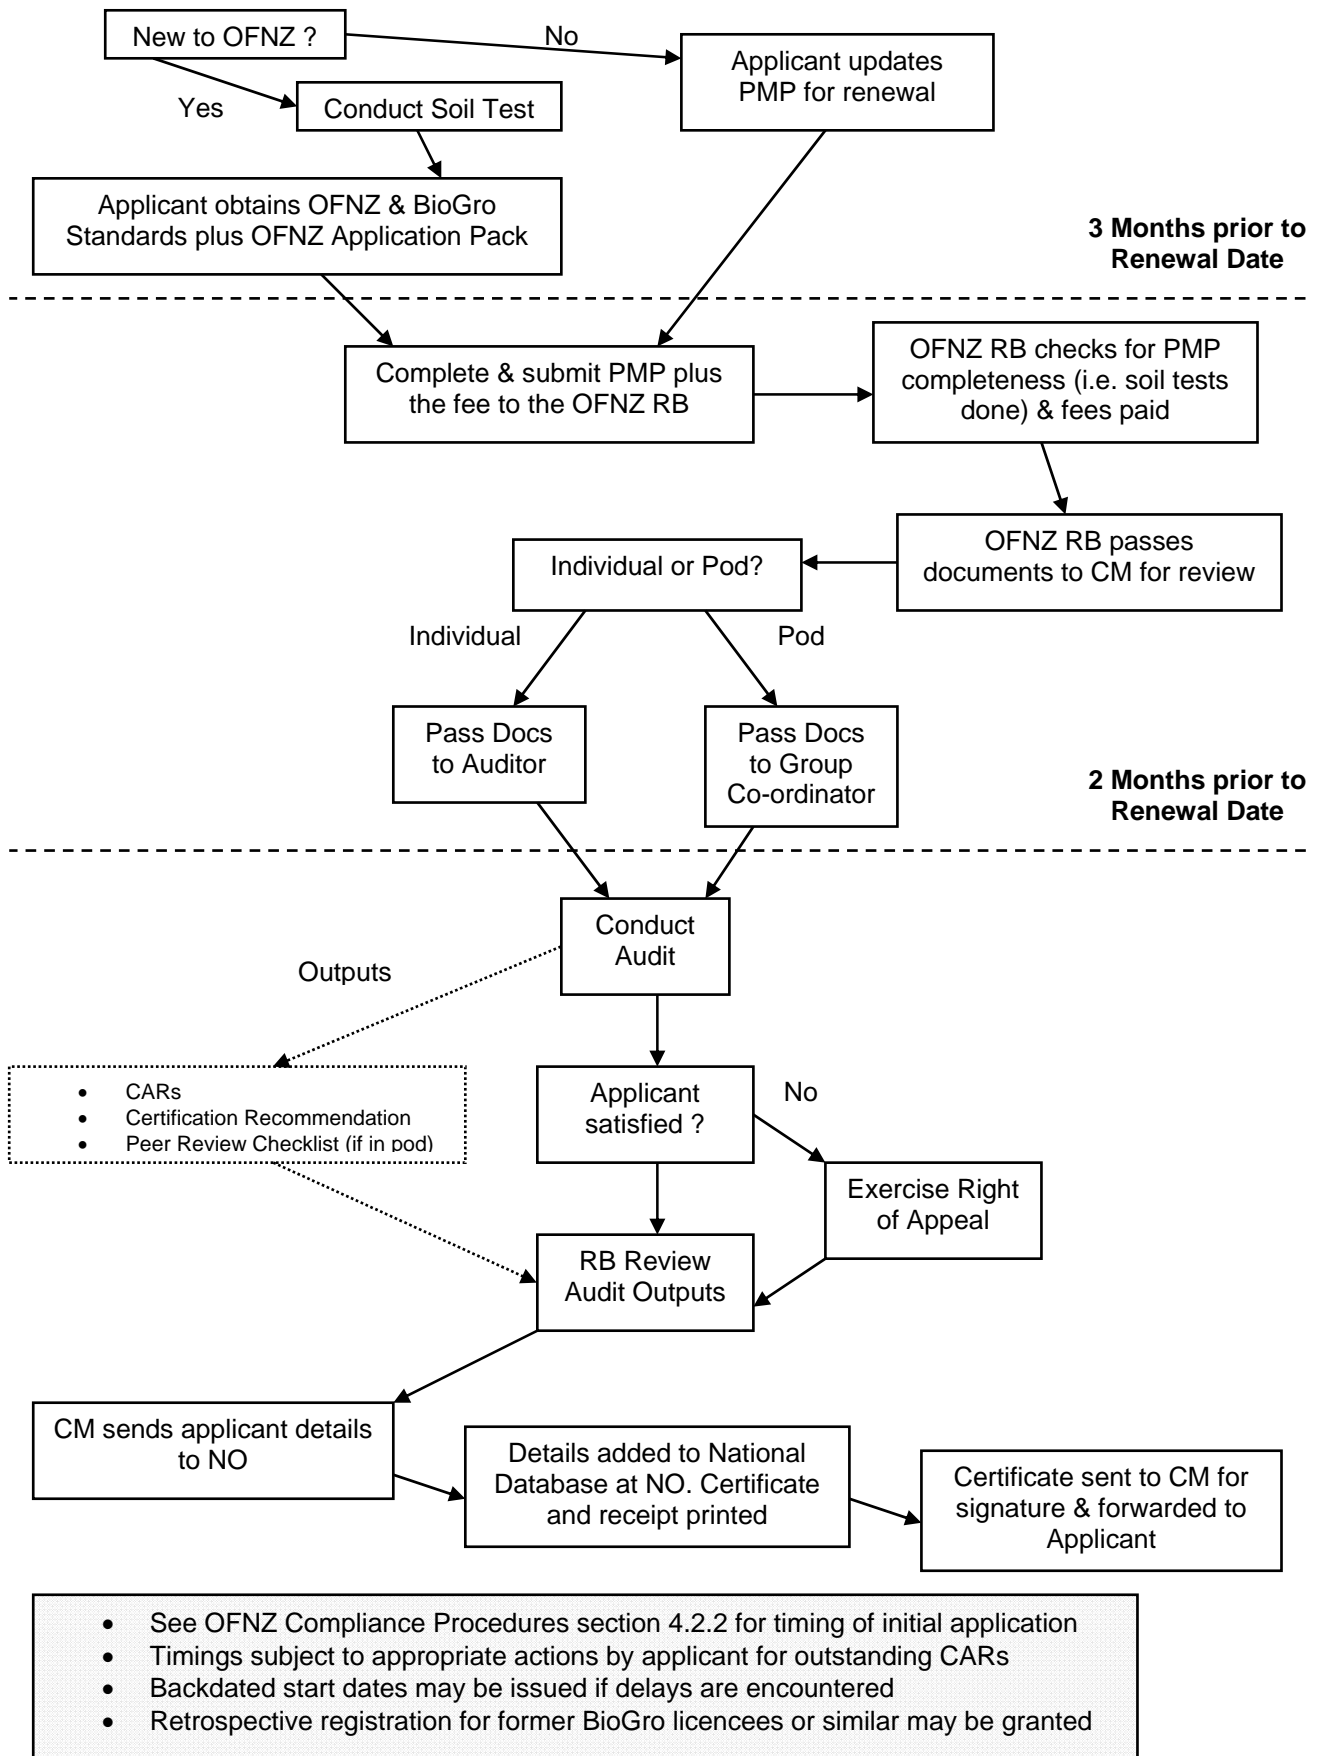 New to OFNZ ?
No
Applicant updates
PMP for renewal
Yes
Conduct Soil Test
Applicant obtains OFNZ & BioGro
Standards plus OFNZ Application Pack
3 Months prior to
Renewal Date
Complete & submit PMP plus
the fee to the OFNZ RB
OFNZ RB checks for PMP
completeness (i.e. soil tests
done) & fees paid
OFNZ RB passes
documents to CM for review
Individual or Pod?
Individual
Pod
Pass Docs
to Auditor
Pass Docs
to Group
Co-ordinator
2 Months prior to
Renewal Date
Conduct
Audit
Outputs
• CARs
• Certification Recommendation
• Peer Review Checklist (if in pod)
Applicant
satisfied ?
No
Exercise Right
of Appeal
RB Review
Audit Outputs
CM sends applicant details
to NO
Details added to National
Database at NO. Certificate
and receipt printed
Certificate sent to CM for
signature & forwarded to
Applicant
• See OFNZ Compliance Procedures section 4.2.2 for timing of initial application
• Timings subject to appropriate actions by applicant for outstanding CARs
• Backdated start dates may be issued if delays are encountered
• Retrospective registration for former BioGro licencees or similar may be granted